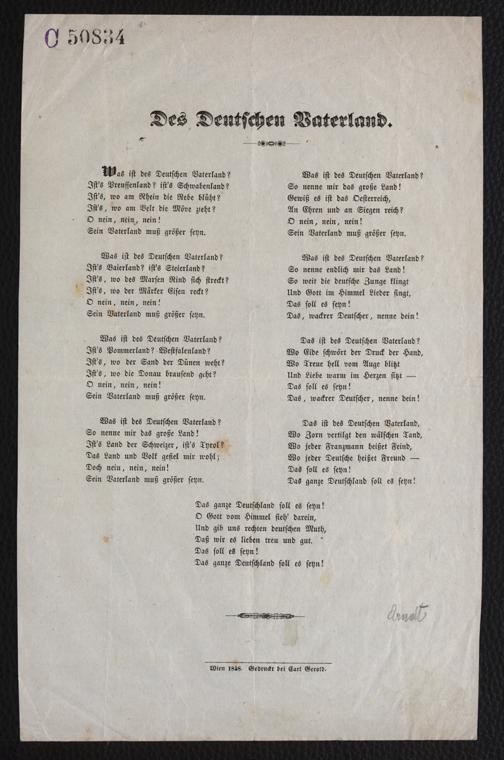 C 50834
Des Deutschen Vaterland.
Was ist des Deutschen Vaterland?
Ist's Preussenland? ist's Schwabenland?
Ist's, wo am Rhein die Rebe blüht?
Ist's, wo am Belt die Möve zieht?
O nein, nein, nein!
Sein Vaterland muß größer seyn.
Was ist des Deutschen Vaterland?
Ist's Baierland? ist's Steierland?
Ist's, wo des Marsen Rind sich streckt?
Ist's, wo der Märker Eisen reckt?
O nein, nein, nein!
Sein Vaterland muß größer seyn.
Was ist des Deutschen Vaterland?
Ist's Pommerland? Westfalenland?
Ist's, wo der Sand der Dünen weht?
Ist's, wo die Donau brausend geht?
O nein, nein, nein!
Sein Vaterland muß größer seyn.
Was ist des Deutschen Vaterland?
So nenne mir das große Land!
Ist's Land der Schweizer, ist's Tyrol?
Das Land und Volk gefiel mir wohl;
Doch nein, nein, nein!
Sein Vaterland muß größer seyn.
Was ist des Deutschen Vaterland?
So nenne mir das große Land!
Gewiß es ist das Oesterreich,
An Ehren und an Siegen reich?
O nein, nein, nein!
Sein Vaterland muß größer seyn.
Was ist des Deutschen Vaterland?
So nenne endlich mir das Land!
So weit die deutsche Zunge klingt
Und Gott im Himmel Lieder singt,
Das soll es seyn!
Das, wackrer Deutscher, nenne dein!
Das ist des Deutschen Vaterland?
Wo Eide schwört der Druck der Hand,
Wo Treue hell vom Auge blitzt
Und Liebe warm im Herzen sitzt —
Das soll es seyn!
Das, wackrer Deutscher, nenne dein!
Das ist des Deutschen Vaterland,
Wo Zorn vertilgt den wälschen Tand,
Wo jeder Franzmann heißet Feind,
Wo jeder Deutsche heißet Freund —
Das soll es seyn!
Das ganze Deutschland soll es seyn!
Das ganze Deutschland soll es seyn!
O Gott vom Himmel sieh' darein,
Und gib uns rechten deutschen Muth,
Daß wir es lieben treu und gut.
Das soll es seyn!
Das ganze Deutschland soll es seyn!
Arndt
Wien 1848. Gedruckt bei Carl Gerold.